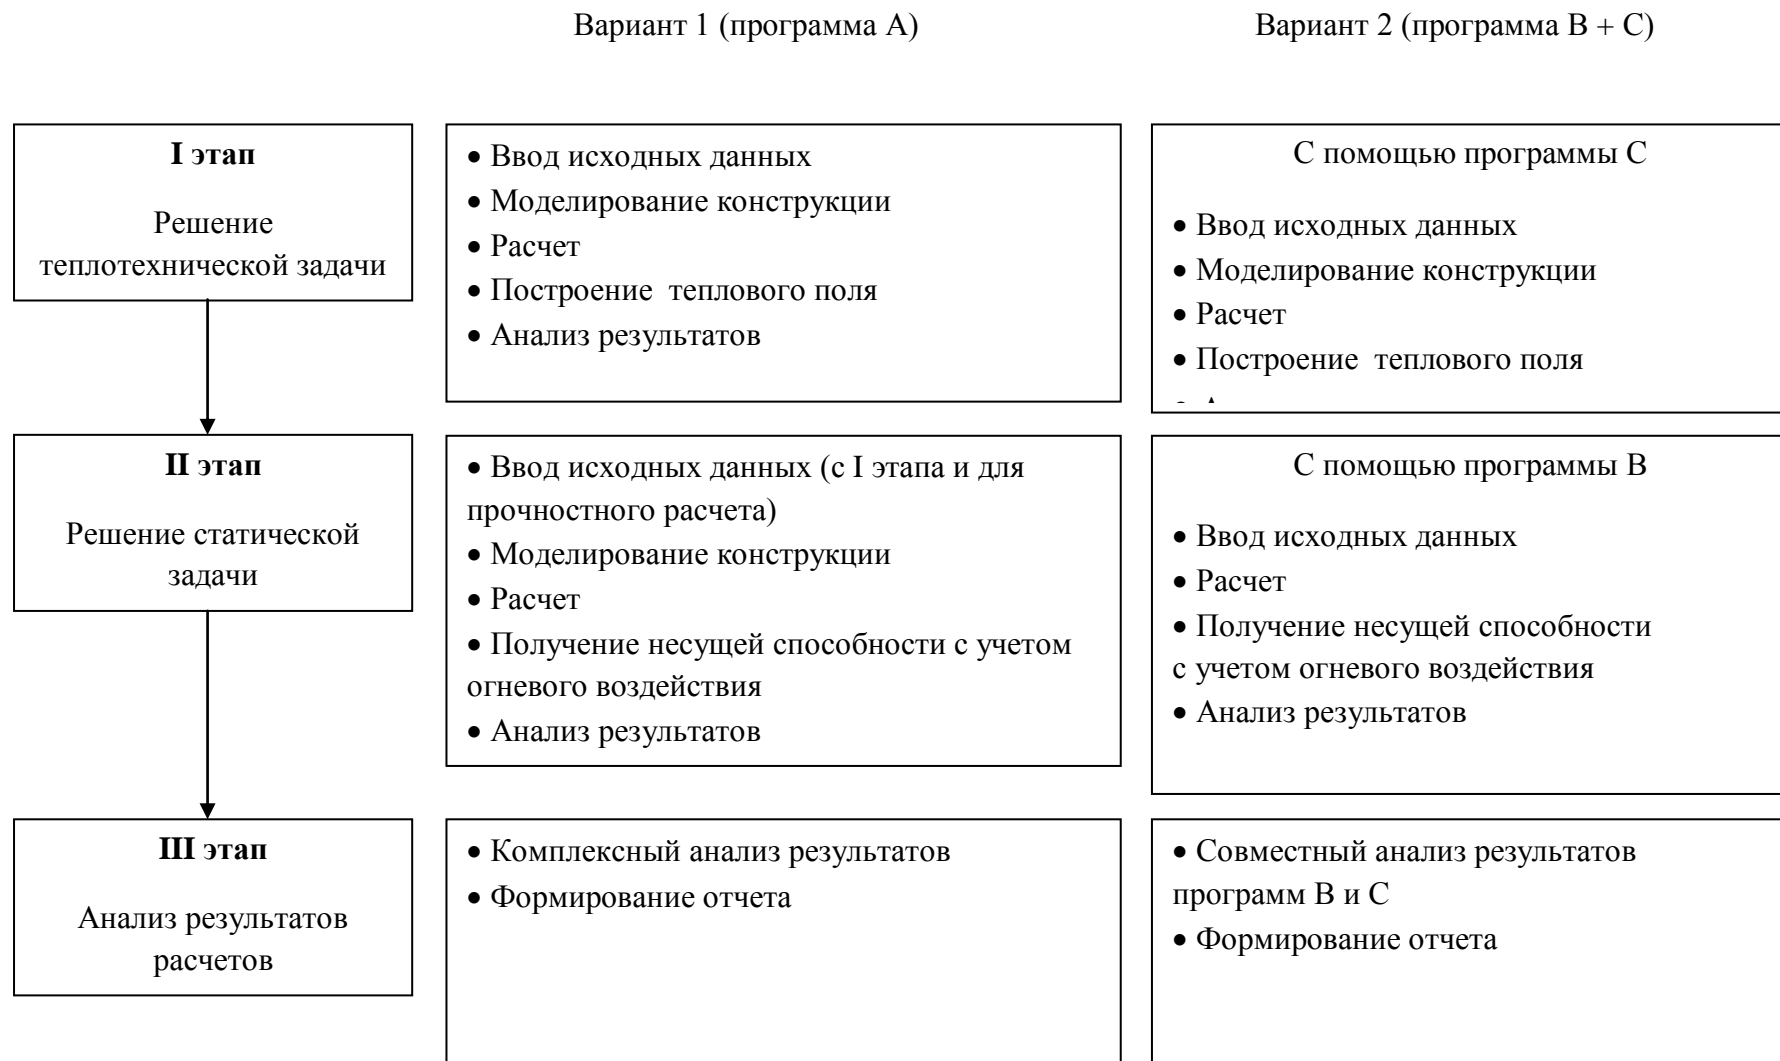 Вариант 1 (программа А)
Вариант 2 (программа В + С)
I этап
Решение
теплотехнической задачи
• Ввод исходных данных
• Моделирование конструкции
• Расчет
• Построение теплового поля
• Анализ результатов
С помощью программы С
• Ввод исходных данных
• Моделирование конструкции
• Расчет
• Построение теплового поля
II этап
Решение статической
задачи
• Ввод исходных данных (с I этапа и для
прочностного расчета)
• Моделирование конструкции
• Расчет
• Получение несущей способности с учетом
огневого воздействия
• Анализ результатов
С помощью программы В
• Ввод исходных данных
• Расчет
• Получение несущей способности
с учетом огневого воздействия
• Анализ результатов
III этап
Анализ результатов
расчетов
• Комплексный анализ результатов
• Формирование отчета
• Совместный анализ результатов
программ В и С
• Формирование отчета